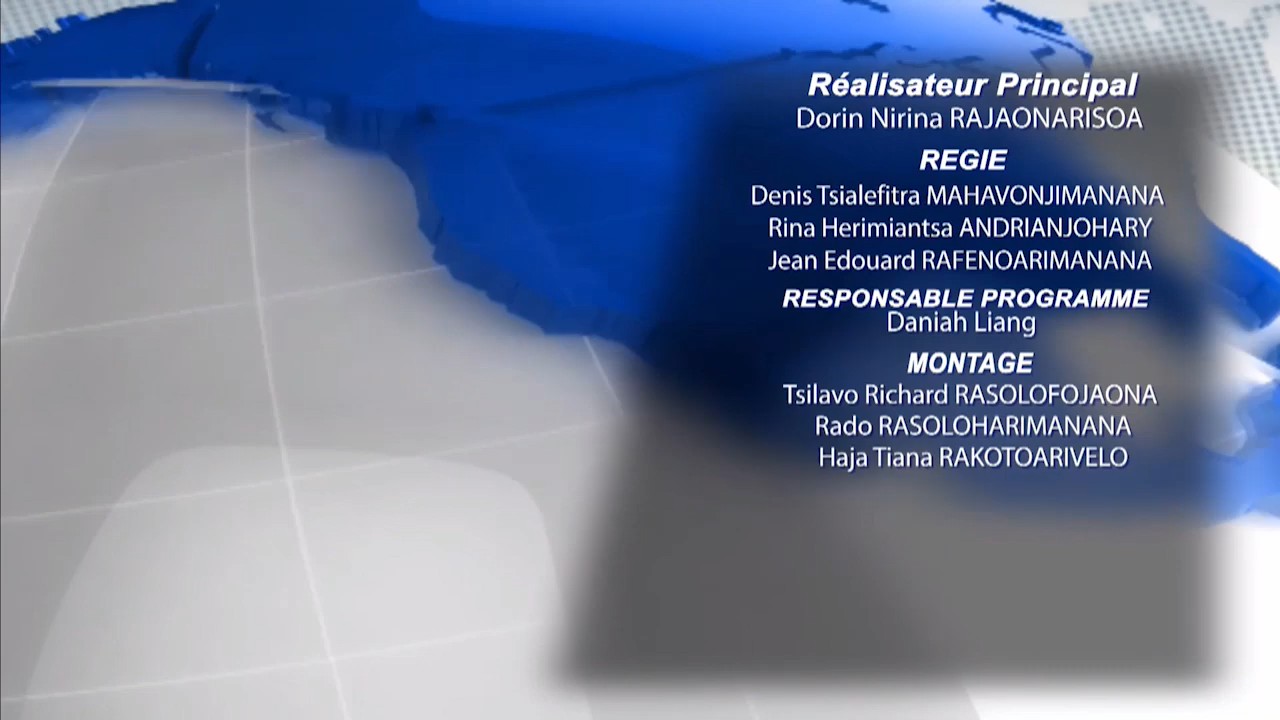 Réalisateur Principal
Dorin Nirina RAJAONARISOA
REGIE
Denis Tsialefitra MAHAVONJIMANANA
Rina Herimiantsa ANDRIANJOHARY
Jean Edouard RAFENOARIMANANA
RESPONSABLE PROGRAMME
Daniah Liang
MONTAGE
Tsilavo Richard RASOLOFOJAONA
Rado RASOLOHARIMANANA
Haja Tiana RAKOTOARIVELO